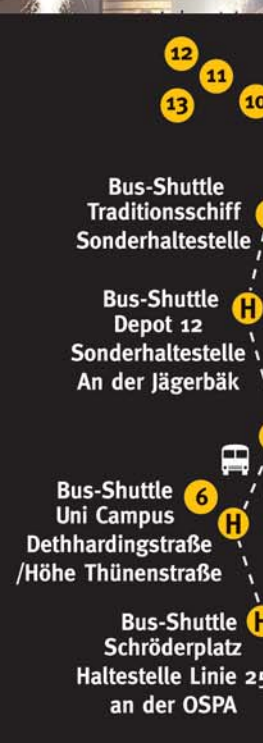 12
11
13
10
Bus-Shuttle
Traditionsschiff
Sonderhaltestelle
Bus-Shuttle H
Depot 12
Sonderhaltestelle
An der Jägerbäk
Bus-Shuttle 6
Uni Campus H
Dethhardingstraße
/Höhe Thünenstraße
Bus-Shuttle H
Schröderplatz
Haltestelle Linie 25
an der OSPA